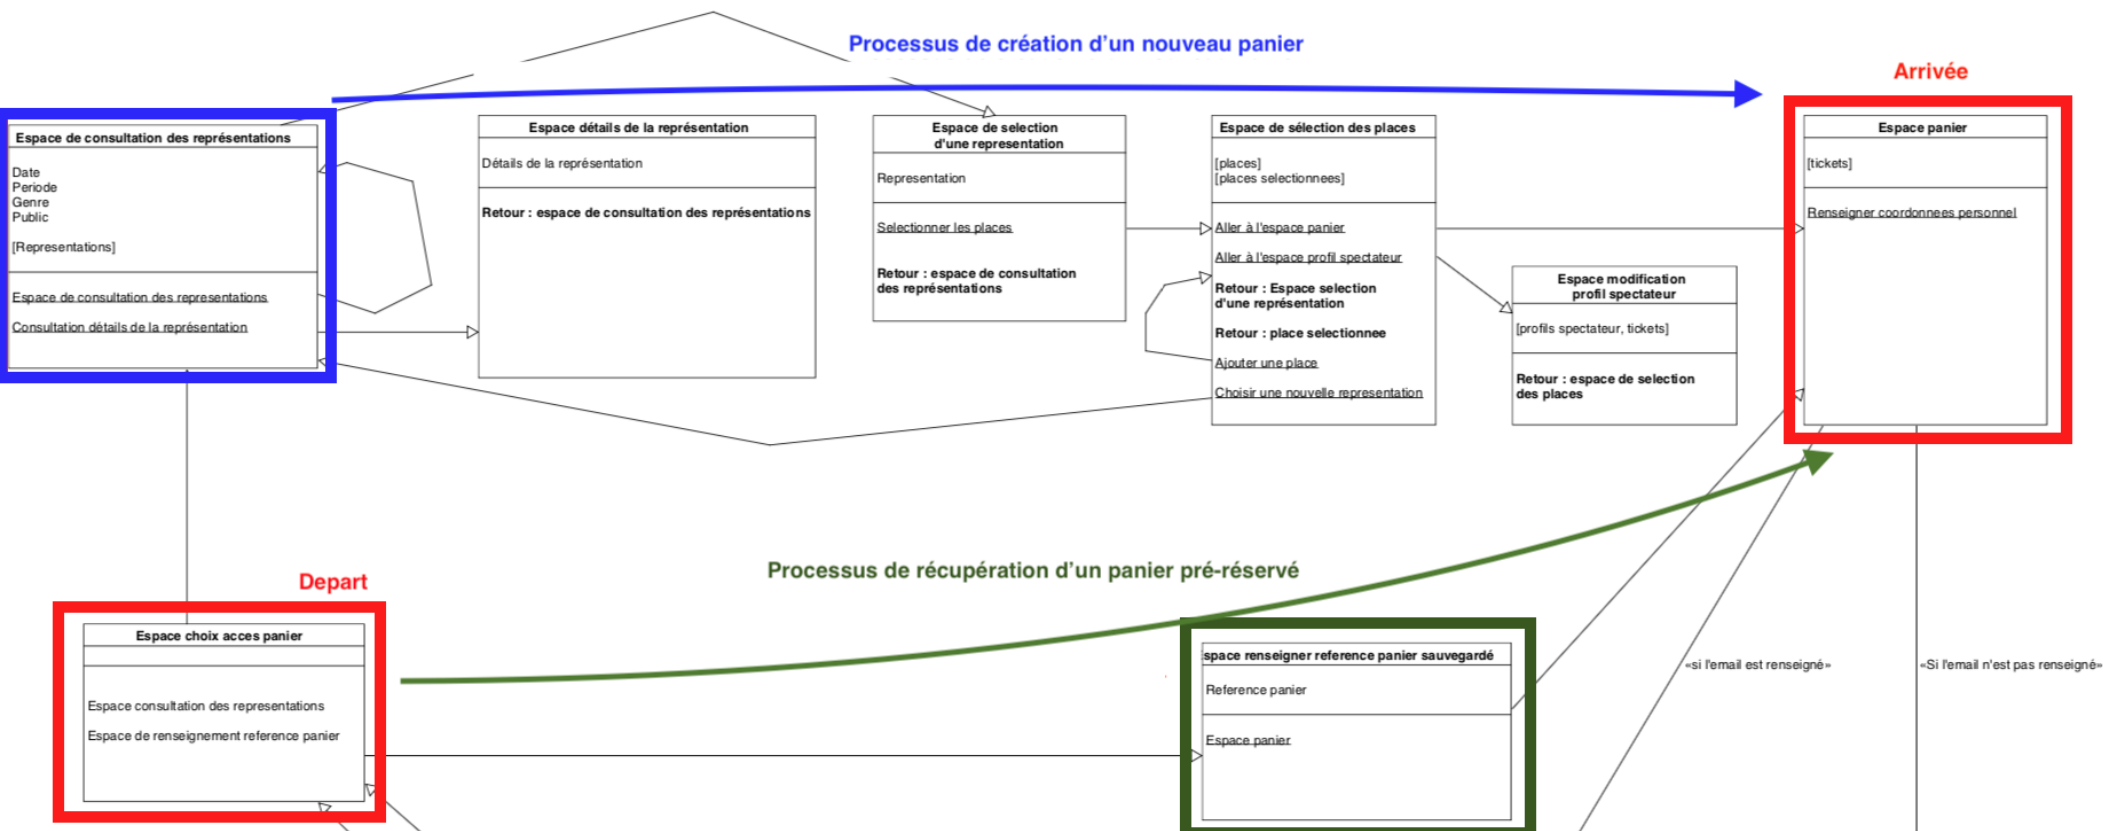 Processus de création d'un nouveau panier
Arrivée
Espace de consultation des représentations
Date
Periode
Genre
Public
[Representations]
Espace de consultation des representations
Consultation détails de la représentation
Espace détails de la représentation
Détails de la représentation
Retour : espace de consultation des représentations
Espace de selection
d'une representation
Representation
Selectionner les places
Retour : espace de consultation
des représentations
Espace de sélection des places
[places]
[places selectionnees]
Aller à l'espace panier
Aller à l'espace profil spectateur
Retour : Espace selection
d'une représentation
Retour : place selectionnee
Ajouter une place
Choisir une nouvelle representation
Espace modification
profil spectateur
[profils spectateur, tickets]
Retour : espace de selection
des places
Espace panier
[tickets]
Renseigner coordonnees personnel
Processus de récupération d'un panier pré-réservé
Depart
Espace choix acces panier
Espace consultation des representations
Espace de renseignement reference panier
space renseigner reference panier sauvegardé
Reference panier
Espace panier
«si l'email est renseigné»
«Si l'email n'est pas renseigné»